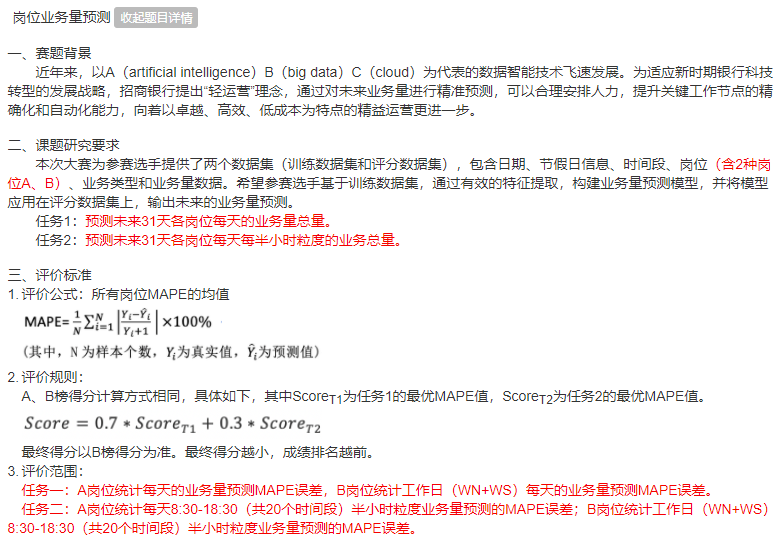 岗位业务量预测 收起题目详情
一、赛题背景
近年来，以A（artificial intelligence）B（big data）C（cloud）为代表的数据智能技术飞速发展。为适应新时期银行科技
转型的发展战略，招商银行提出“轻运营”理念，通过对未来业务量进行精准预测，可以合理安排人力，提升关键工作节点的精
确化和自动化能力，向着以卓越、高效、低成本为特点的精益运营更进一步。
二、课题研究要求
本次大赛为参赛选手提供了两个数据集（训练数据集和评分数据集），包含日期、节假日信息、时间段、岗位（含2种岗
位A、B）、业务类型和业务量数据。希望参赛选手基于训练数据集，通过有效的特征提取，构建业务量预测模型，并将模型
应用在评分数据集上，输出未来的业务量预测。
任务1：预测未来31天各岗位每天的业务量总量。
任务2：预测未来31天各岗位每天每半小时粒度的业务总量。
三、评价标准
1. 评价公式：所有岗位MAPE的均值
MAPE=\frac{1}{N}\sum_{i=1}^{N}\left|\frac{Y_i-\hat{Y}_i}{Y_i+1}\right|×100%
(其中，N 为样本个数，Y_i为真实值，\hat{Y}_i为预测值)
2. 评价规则：
A、B榜得分计算方式相同，具体如下，其中Score_{T1}为任务1的最优MAPE值，Score_{T2}为任务2的最优MAPE值。
Score = 0.7 * Score_{T1} + 0.3 * Score_{T2}
最终得分以B榜得分为准。最终得分越小，成绩排名越前。
3. 评价范围：
任务一：A岗位统计每天的业务量预测MAPE误差，B岗位统计工作日（WN+WS）每天的业务量预测MAPE误差。
任务二：A岗位统计每天8:30-18:30（共20个时间段）半小时粒度业务量预测的MAPE误差；B岗位统计工作日（WN+WS）
8:30-18:30（共20个时间段）半小时粒度业务量预测的MAPE误差。